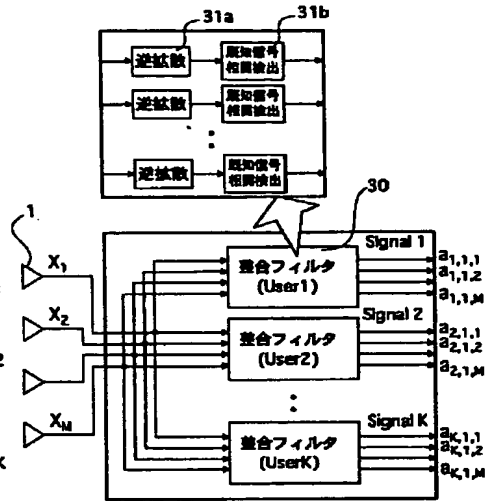 31a
31b
逆拡散
既知信号
相関検出
逆拡散
既知信号
相関検出
逆拡散
既知信号
相関検出
30
1
Signal 1
X1
整合フィルタ
(User1)
a1,1,1
a1,1,2
a1,1,M
Signal 2
X2
整合フィルタ
(User2)
a2,1,1
a2,1,2
a2,1,M
2
XM
Signal K
整合フィルタ
(UserK)
aK,1,1
aK,1,2
aK,1,M
K